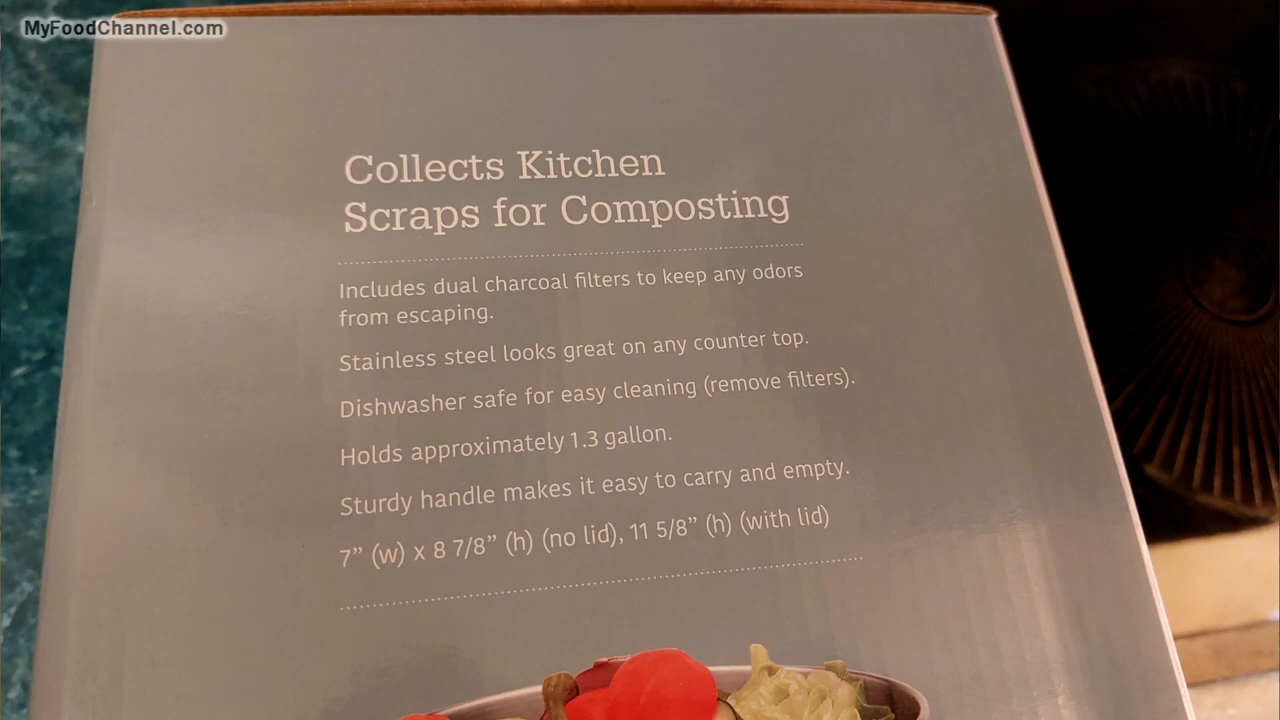 MyFoodChannel.com
Collects Kitchen
Scraps for Composting
Includes dual charcoal filters to keep any odors
from escaping.
Stainless steel looks great on any counter top.
Dishwasher safe for easy cleaning (remove filters).
Holds approximately 1.3 gallon.
Sturdy handle makes it easy to carry and empty.
7” (w) x 8 7/8” (h) (no lid), 11 5/8” (h) (with lid)